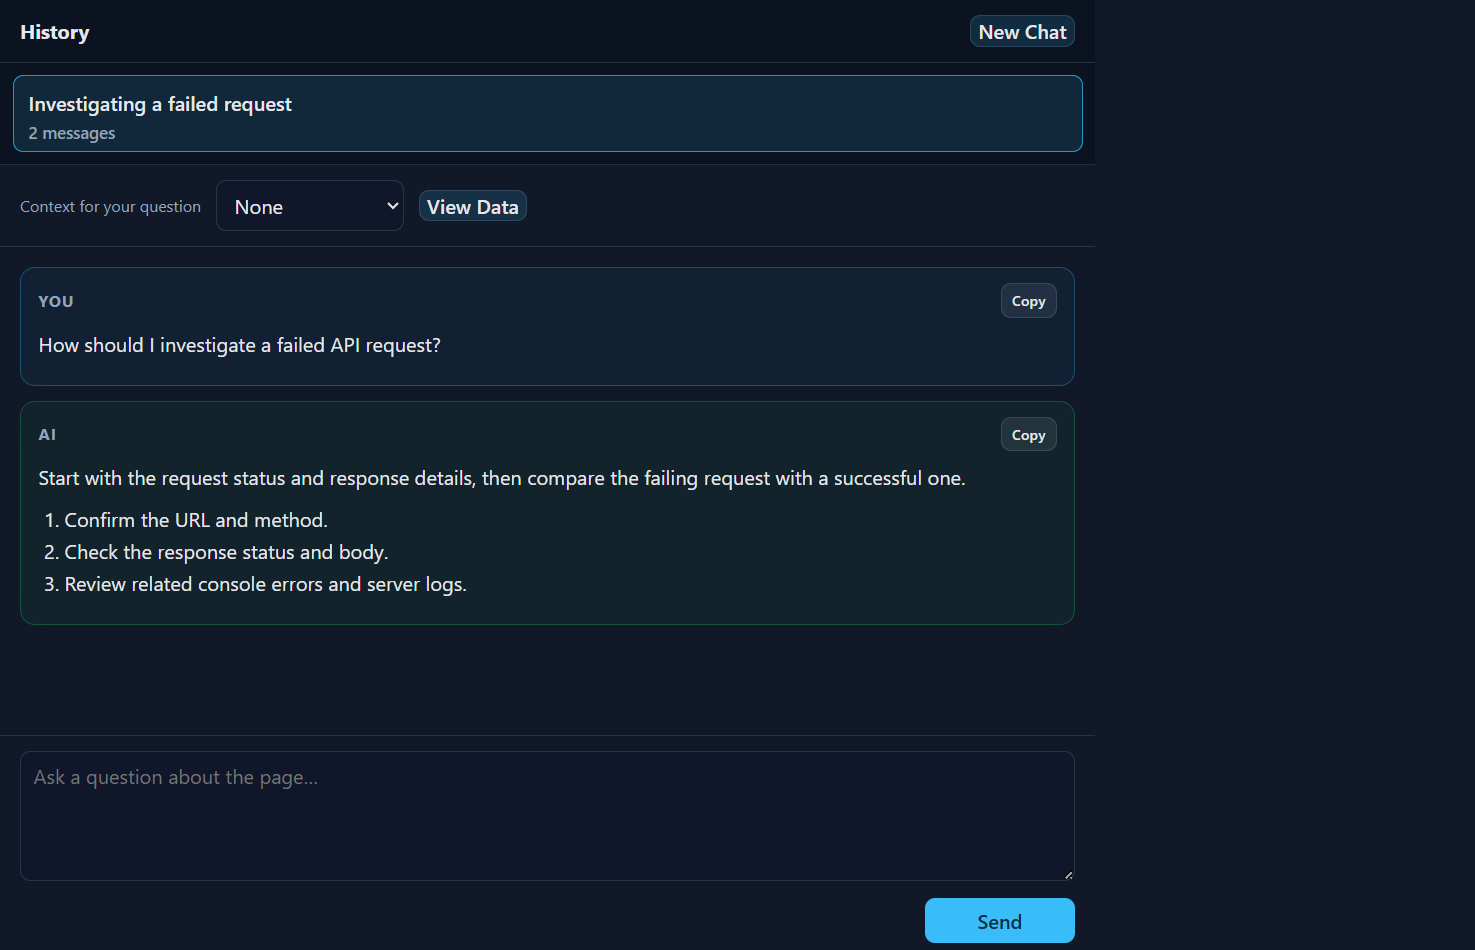 History
New Chat
Investigating a failed request
2 messages
Context for your question
None
View Data
YOU
Copy
How should I investigate a failed API request?
AI
Copy
Start with the request status and response details, then compare the failing request with a successful one.
1. Confirm the URL and method.
2. Check the response status and body.
3. Review related console errors and server logs.
Ask a question about the page...
Send